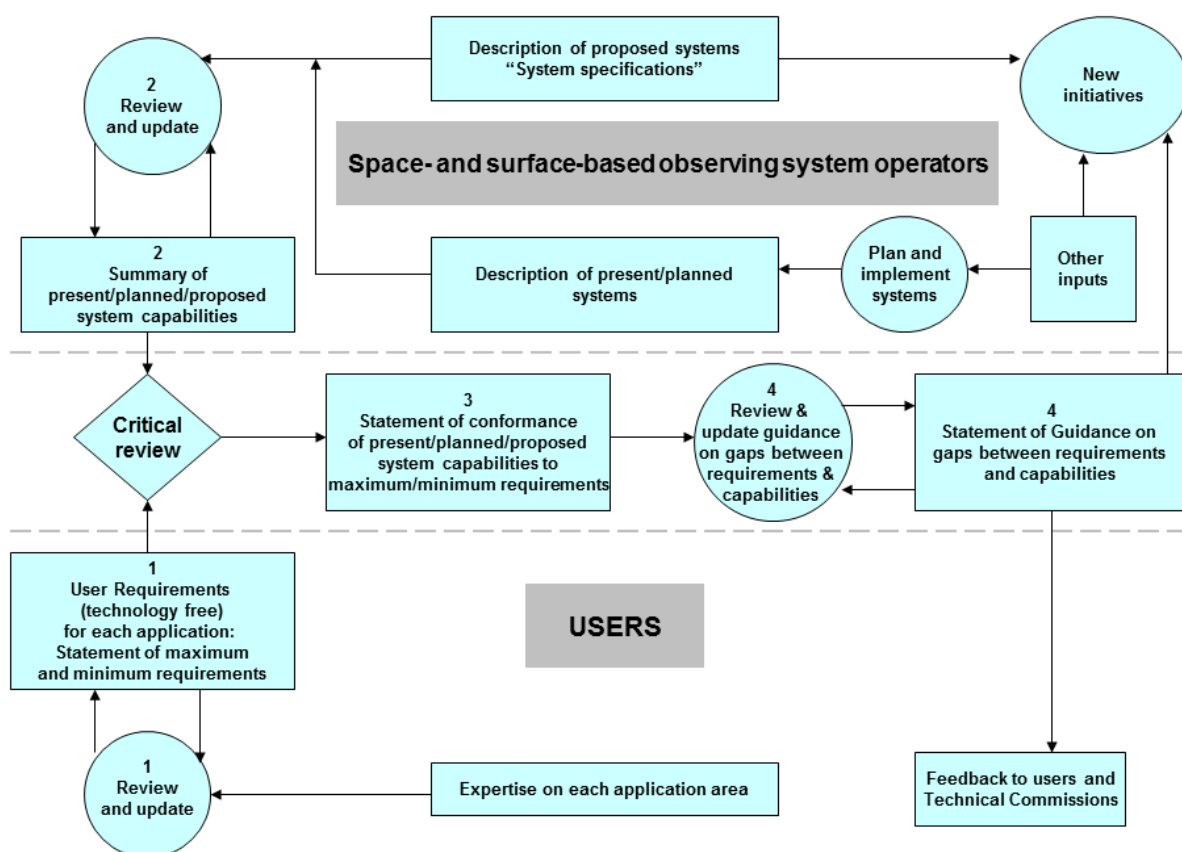 Description of proposed systems
“System specifications”
2
Review
and update
New
initiatives
Space- and surface-based observing system operators
2
Summary of
present/planned/proposed
system capabilities
Description of present/planned
systems
Plan and
implement
systems
Other
inputs
Critical
review
3
Statement of conformance
of present/planned/proposed
system capabilities to
maximum/minimum requirements
4
Review &
update guidance
on gaps between
requirements &
capabilities
4
Statement of Guidance on
gaps between requirements
and capabilities
1
User Requirements
(technology free)
for each application:
Statement of maximum
and minimum requirements
USERS
1
Review
and update
Expertise on each application area
Feedback to users and
Technical Commissions